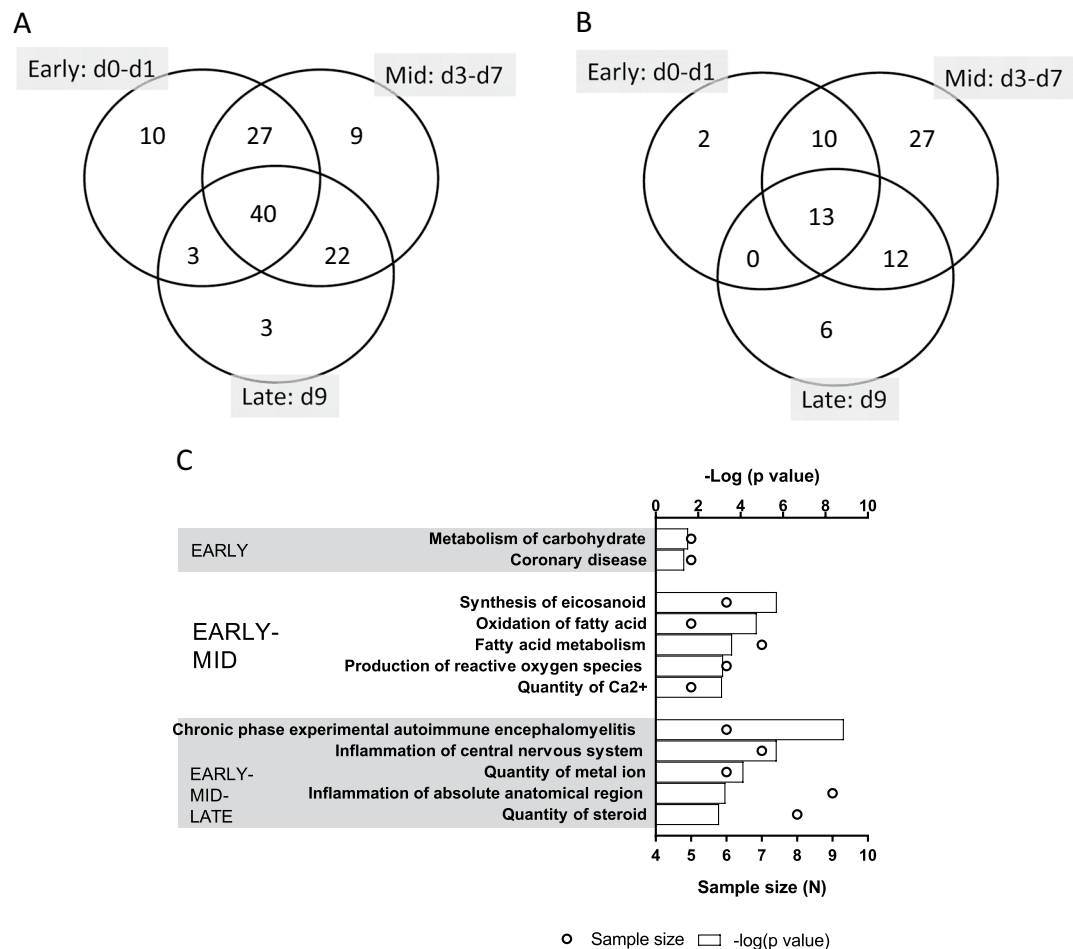 A
B
Early: d0-d1
Mid: d3-d7
10
27
9
40
3
22
3
Late: d9
Early: d0-d1
Mid: d3-d7
2
10
27
13
0
12
6
Late: d9
C
-Log (p value)
0 2 4 6 8 10
EARLY
Metabolism of carbohydrate
Coronary disease
EARLY-
MID
Synthesis of eicosanoid
Oxidation of fatty acid
Fatty acid metabolism
Production of reactive oxygen species
Quantity of Ca2+
EARLY-
MID-
LATE
Chronic phase experimental autoimmune encephalomyelitis
Inflammation of central nervous system
Quantity of metal ion
Inflammation of absolute anatomical region
Quantity of steroid
4 5 6 7 8 9 10
Sample size (N)
Sample size
-log(p value)